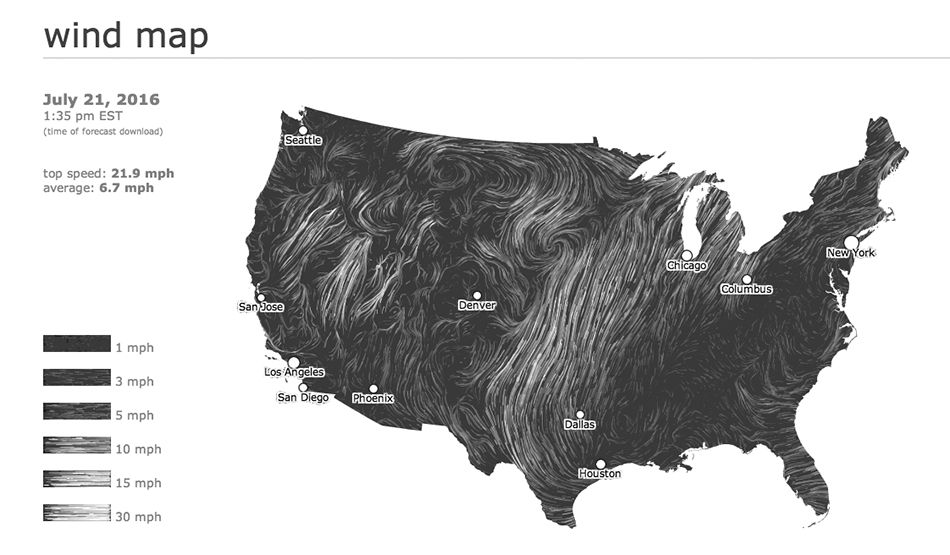 wind map
July 21, 2016
1:35 pm EST
(time of forecast download)
top speed: 21.9 mph
average: 6.7 mph
Seattle
New York
Chicago
Columbus
Denver
San Jose
Los Angeles
San Diego
Phoenix
Dallas
Houston
1 mph
3 mph
5 mph
10 mph
15 mph
30 mph